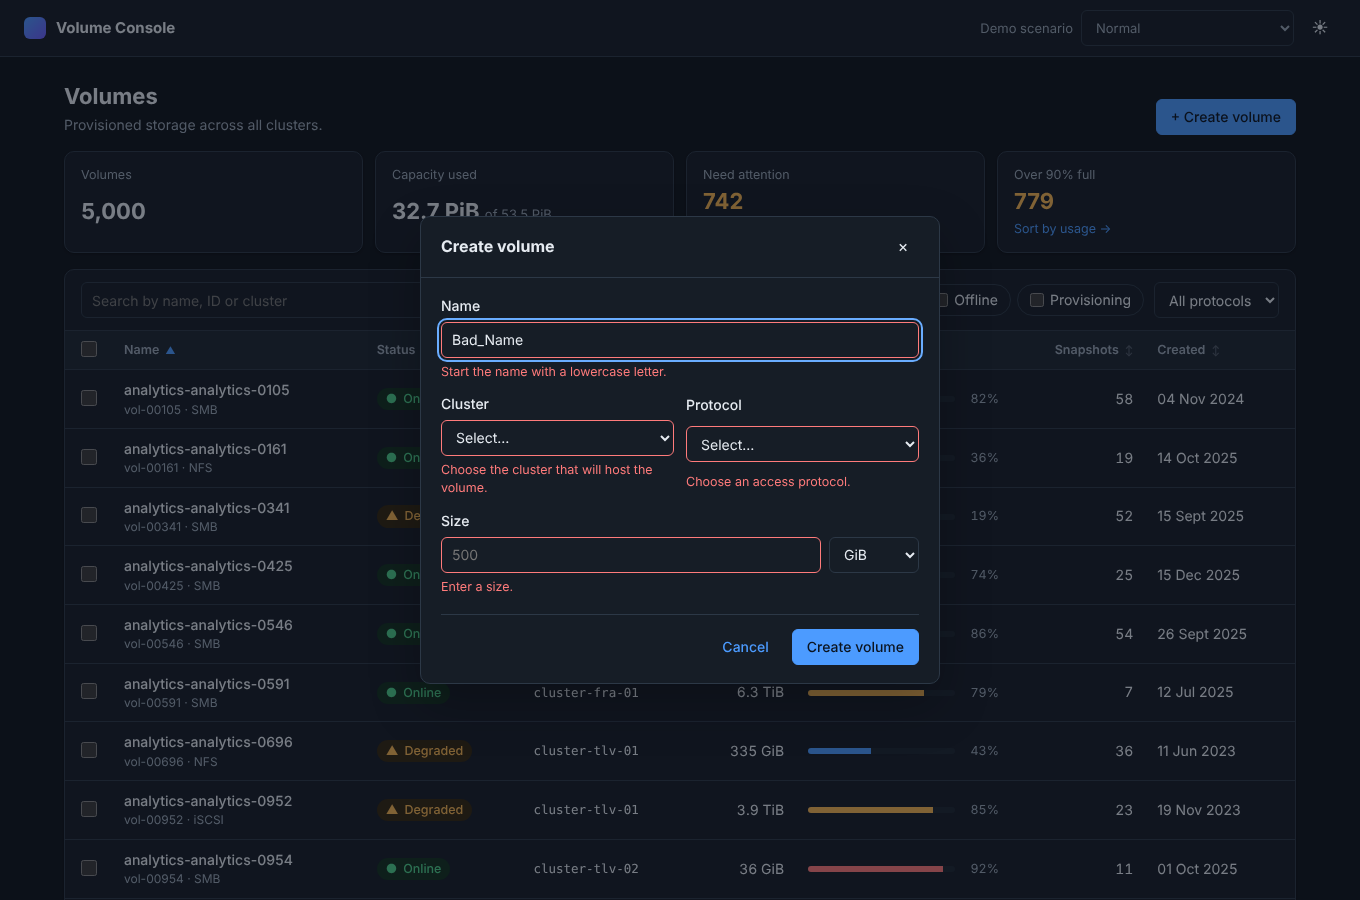 Volume Console
Demo scenario Normal
Volumes
Provisioned storage across all clusters.
+ Create volume
Volumes
5,000
Capacity used
32.7 PiB of 53.5 PiB
Need attention
742
Over 90% full
779
Sort by usage →
Search by name, ID or cluster
Offline
Provisioning
All protocols
Name ▲ Status Snapshots Created
analytics-analytics-0105 82% 58 04 Nov 2024
vol-00105 · SMB
analytics-analytics-0161 36% 19 14 Oct 2025
vol-00161 · NFS
analytics-analytics-0341 19% 52 15 Sept 2025
vol-00341 · SMB
analytics-analytics-0425 74% 25 15 Dec 2025
vol-00425 · SMB
analytics-analytics-0546 86% 54 26 Sept 2025
vol-00546 · SMB
analytics-analytics-0591 Online cluster-fra-01 6.3 TiB 79% 7 12 Jul 2025
vol-00591 · SMB
analytics-analytics-0696 Degraded cluster-tlv-01 335 GiB 43% 36 11 Jun 2023
vol-00696 · NFS
analytics-analytics-0952 Degraded cluster-tlv-01 3.9 TiB 85% 23 19 Nov 2023
vol-00952 · iSCSI
analytics-analytics-0954 Online cluster-tlv-02 36 GiB 92% 11 01 Oct 2025
vol-00954 · SMB
Create volume ×
Name
Bad_Name
Start the name with a lowercase letter.
Cluster
Select...
Choose the cluster that will host the
volume.
Protocol
Select...
Choose an access protocol.
Size
500 GiB
Enter a size.
Cancel Create volume